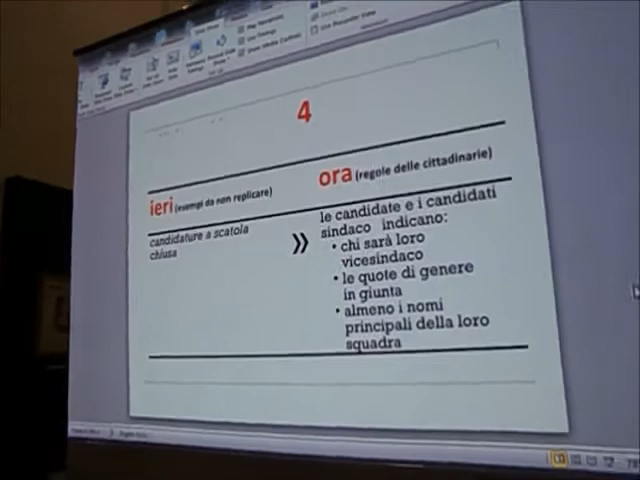 4
ieri (esempi da non replicare)
ora (regole delle cittadinarie)
candidature a scatola
chiusa
»
le candidate e i candidati
sindaco indicano:
• chi sarà loro
vicesindaco
• le quote di genere
in giunta
• almeno i nomi
principali della loro
squadra